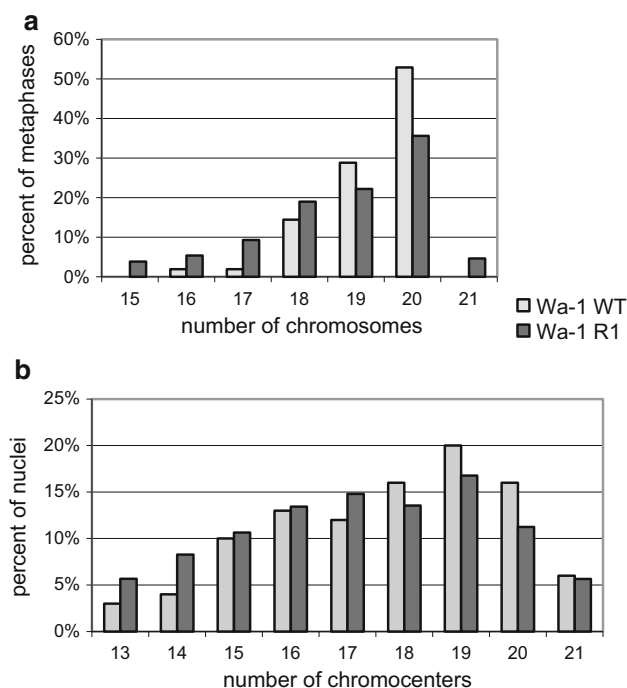 a
60%
50%
40%
30%
20%
10%
0%
percent of metaphases
15 16 17 18 19 20 21
number of chromosomes
Wa-1 WT
Wa-1 R1
b
25%
20%
15%
10%
5%
0%
percent of nuclei
13 14 15 16 17 18 19 20 21
number of chromocenters